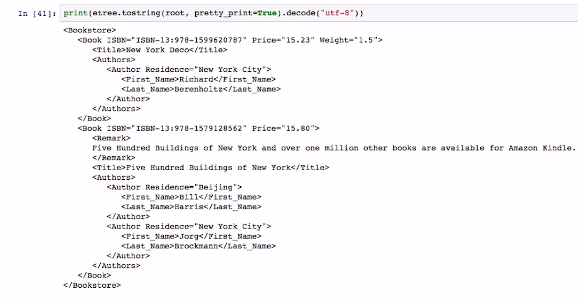 In [41]: print(etree.tostring(root, pretty_print=True).decode("utf-8"))
<Bookstore>
<Book ISBN="ISBN-13:978-1599620787" Price="15.23" Weight="1.5">
<Title>New York Deco</Title>
<Authors>
<Author Residence="New York City">
<First_Name>Richard</First_Name>
<Last_Name>Berenholtz</Last_Name>
</Author>
</Authors>
</Book>
<Book ISBN="ISBN-13:978-1579128562" Price="15.80">
<Remark>
Five Hundred Buildings of New York and over one million other books are available for Amazon Kindle.
</Remark>
<Title>Five Hundred Buildings of New York</Title>
<Authors>
<Author Residence="Beijing">
<First_Name>Bill</First_Name>
<Last_Name>Harris</Last_Name>
</Author>
<Author Residence="New York City">
<First_Name>Jorg</First_Name>
<Last_Name>Brockmann</Last_Name>
</Author>
</Authors>
</Book>
</Bookstore>